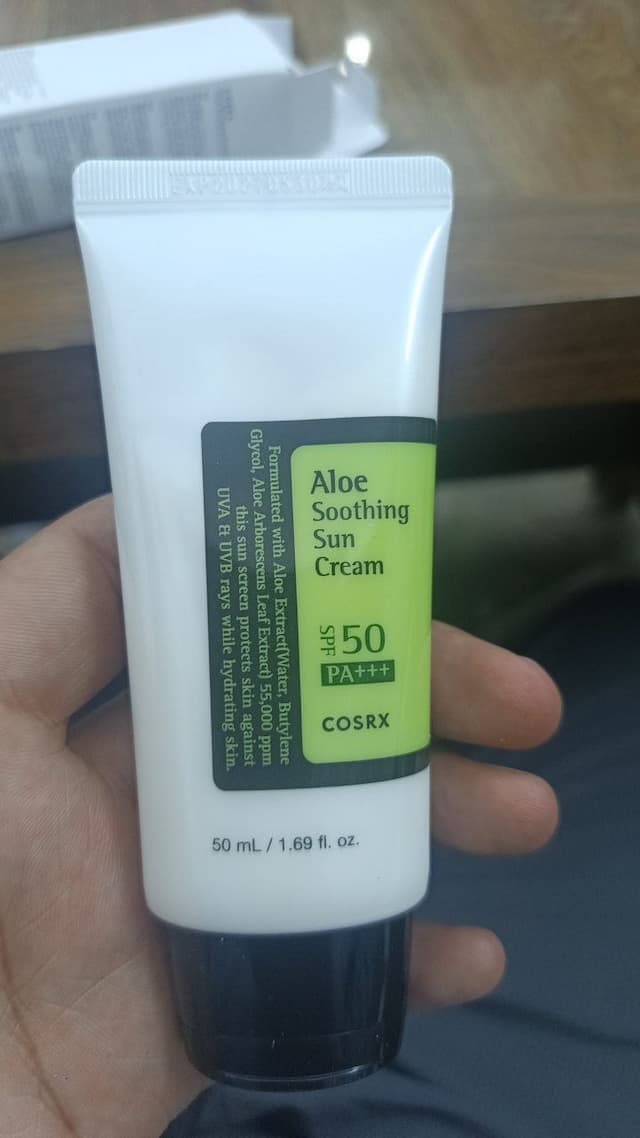 Aloe
Soothing
Sun
Cream
SPF 50
PA+++
COSRX
Formulated with Aloe Extract(Water, Butylene
Glycol, Aloe Arborescens Leaf Extract) 55,000 ppm
this sun screen protects skin against
UVA & UVB rays while hydrating skin.
50 mL / 1.69 fl. oz.